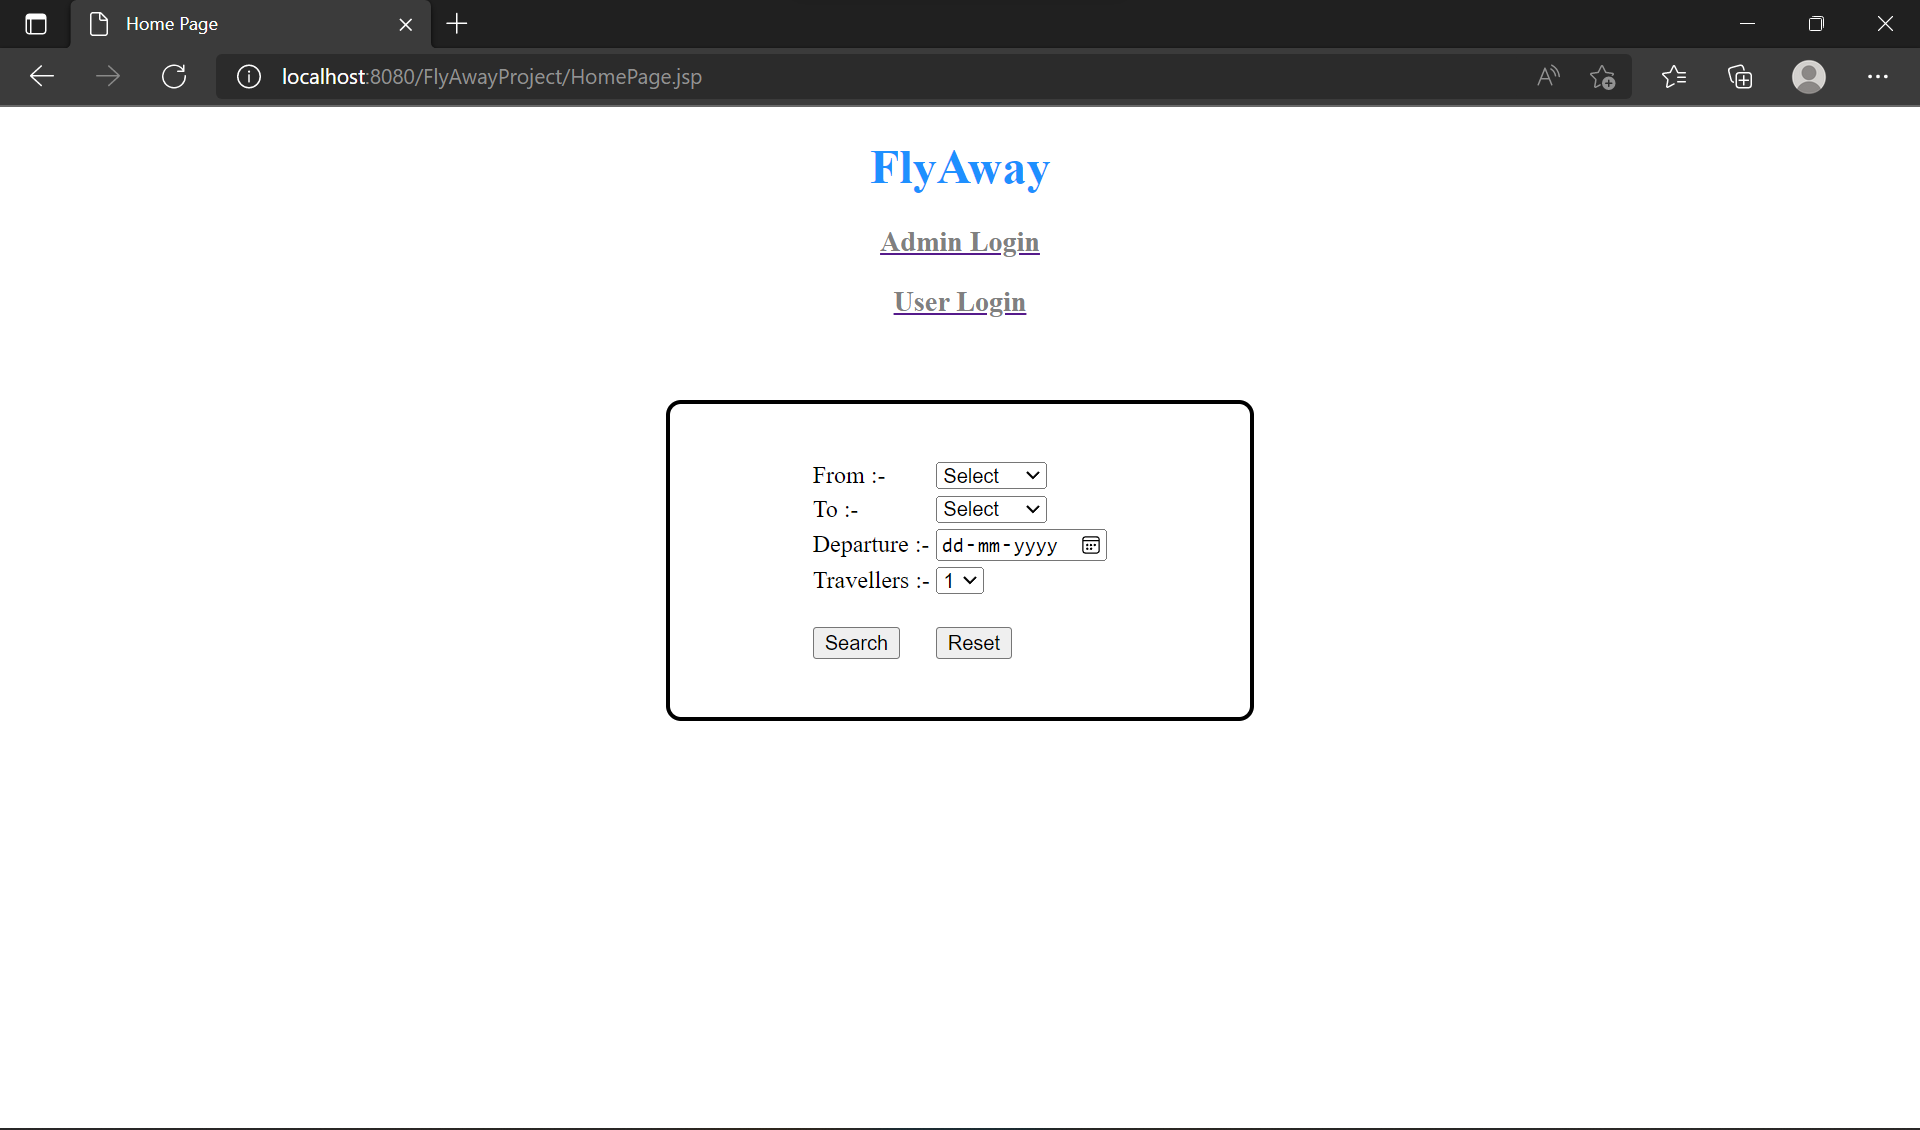 Home Page
localhost:8080/FlyAwayProject/HomePage.jsp
FlyAway
Admin Login
User Login
From :- Select
To :- Select
Departure :- dd-mm-yyyy
Travellers :- 1
Search Reset